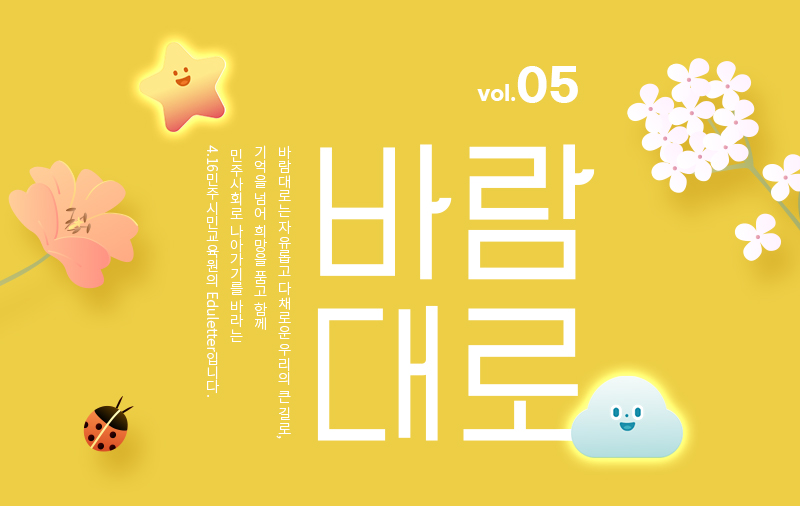 vol.05
바람
대로
바람대로는 자유롭고 다채로운 우리의 큰 길로,
기억을 넘어 희망을 품고 함께
민주사회로 나아가기를 바라는
4.16민주시민교육원의 Eduletter입니다.